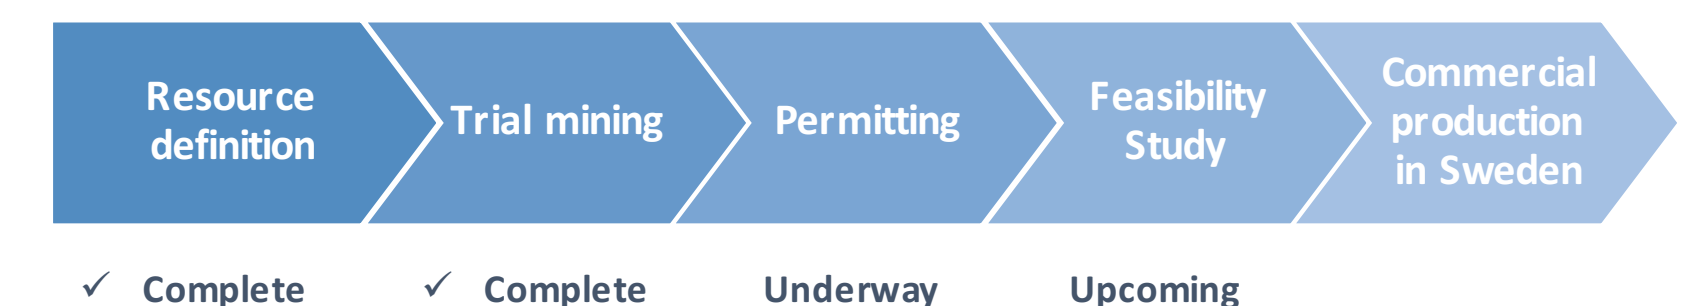 Resource
definition
Trial mining
Permitting
Feasibility
Study
Commercial
production
in Sweden
✓ Complete
✓ Complete
Underway
Upcoming